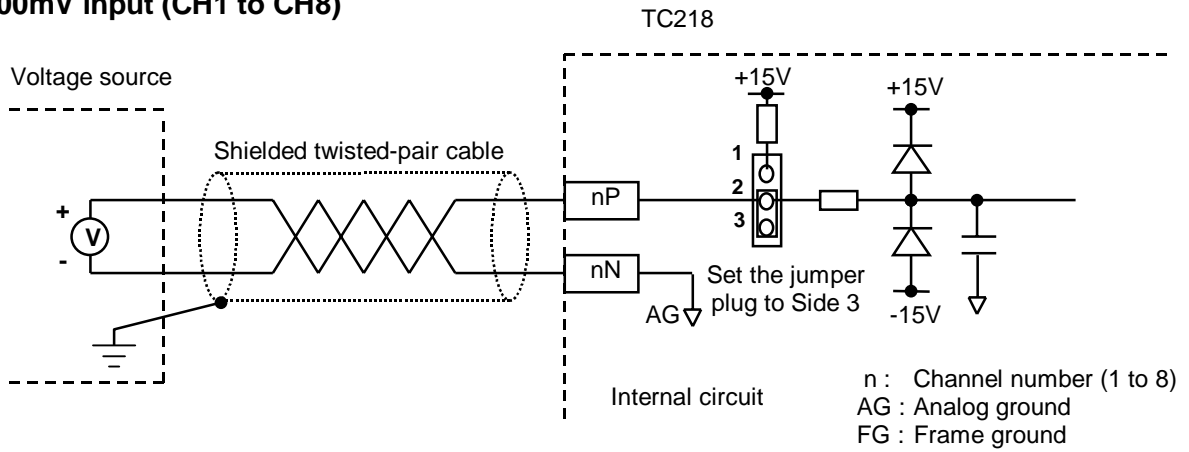 00mV input (CH1 to CH8)
TC218
Voltage source
+15V
+15V
Shielded twisted-pair cable
1
2
3
nP
+
V
-
nN
Set the jumper
plug to Side 3
AG
-15V
Internal circuit
n : Channel number (1 to 8)
AG : Analog ground
FG : Frame ground